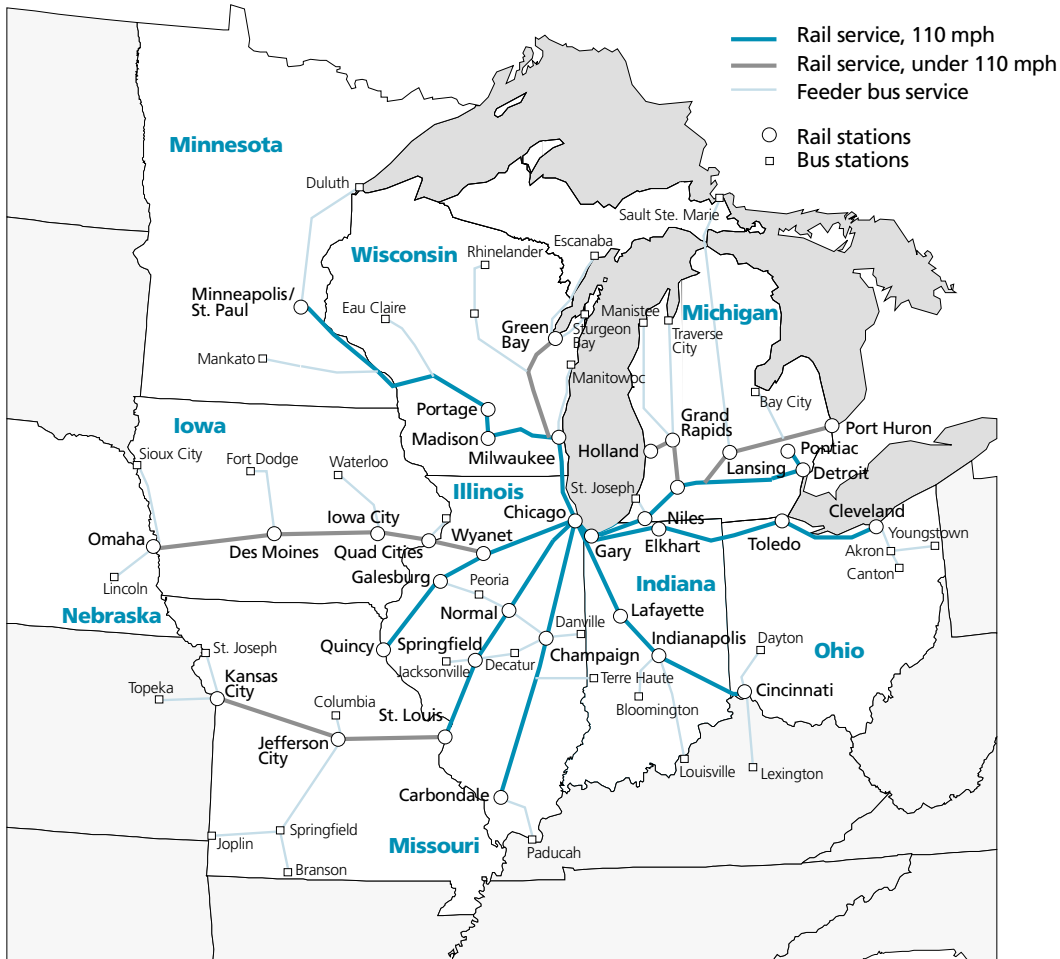 Rail service, 110 mph
Rail service, under 110 mph
Feeder bus service
Rail stations
Bus stations
Minnesota
Duluth
Sault Ste. Marie
Wisconsin
Rhinelander
Escanaba
Minneapolis/
St. Paul
Eau Claire
Green
Bay
Sturgeon
Bay
Manistee
Michigan
Traverse
City
Mankato
Manitowoc
Bay City
Portage
Madison
Milwaukee
Grand
Rapids
Holland
Port Huron
Pontiac
Lansing
Detroit
Iowa
Sioux City
Fort Dodge
Waterloo
Illinois
St. Joseph
Chicago
Niles
Cleveland
Youngstown
Iowa City
Wyanet
Omaha
Des Moines
Quad Cities
Gary
Elkhart
Toledo
Akron
Canton
Galesburg
Peoria
Indiana
Lincoln
Nebraska
Normal
Danville
Lafayette
Quincy
Springfield
Indianapolis
Dayton
Ohio
St. Joseph
Jacksonville
Decatur
Champaign
Kansas
City
Topeka
Terre Haute
Cincinnati
Columbia
St. Louis
Bloomington
Jefferson
City
Louisville
Lexington
Carbondale
Springfield
Joplin
Missouri
Paducah
Branson